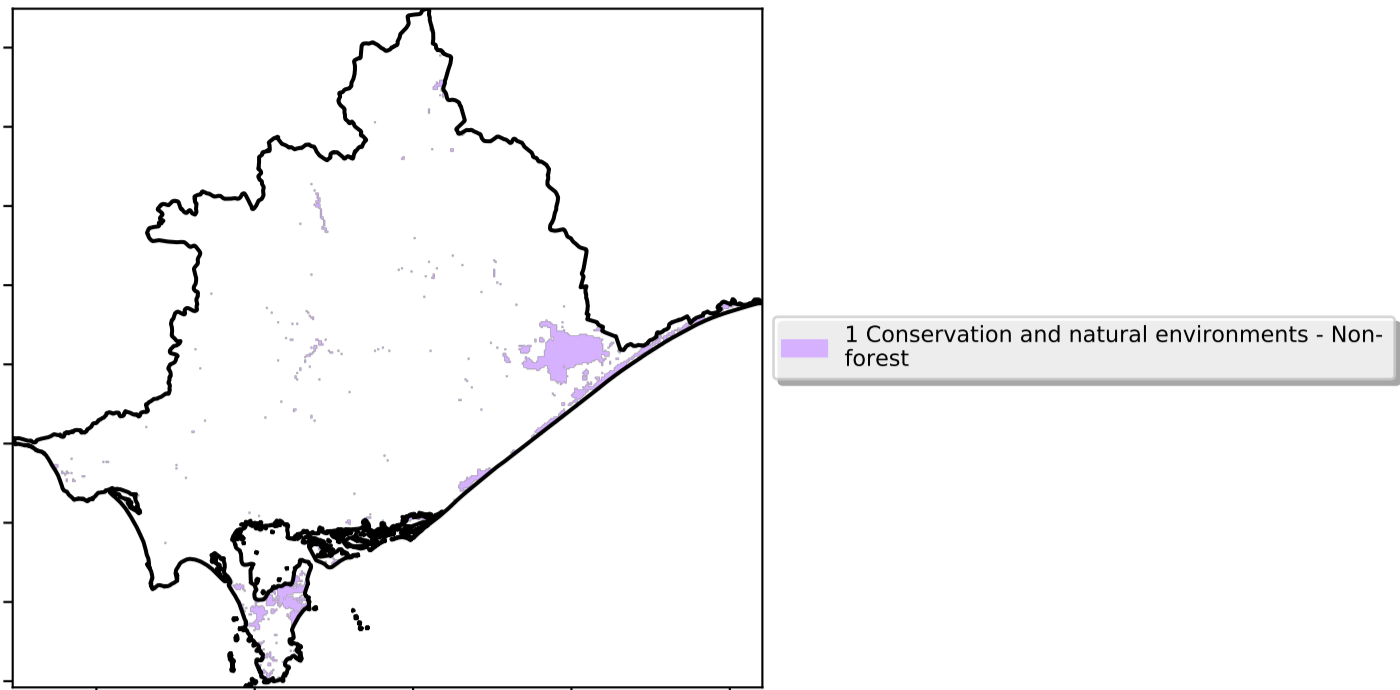 1 Conservation and natural environments - Non-
forest